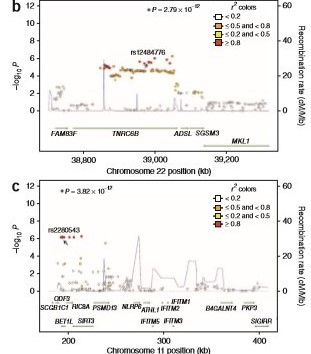 b
* P = 2.79 × 10⁻¹²
r² colors
< 0.2
≤ 0.5 and < 0.8
≤ 0.2 and < 0.5
≥ 0.8
rs12484776
12
10
8
6
4
2
0
60
40
20
0
−log10 P
Recombination rate (cM/Mb)
FAM83F
TNRC6B
ADSL
SGSM3
MKL1
38,800
39,000
39,200
Chromosome 22 position (kb)
c
* P = 3.82 × 10⁻¹²
r² colors
< 0.2
≤ 0.5 and < 0.8
≤ 0.2 and < 0.5
≥ 0.8
rs2280543
12
10
8
6
4
2
0
60
40
20
0
−log10 P
Recombination rate (cM/Mb)
ODF3
SCGB1C1
RIC8A
PSMD13
NLRP6
ATHL1
IFITM2
IFITM1
B4GALNT4
PKP3
BET1L
SIRT3
IFITM5
IFITM3
SIGIRR
200
300
400
Chromosome 11 position (kb)